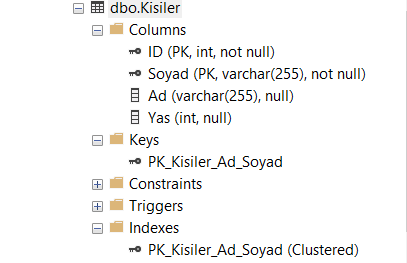 dbo.Kisiler
Columns
ID (PK, int, not null)
Soyad (PK, varchar(255), not null)
Ad (varchar(255), null)
Yas (int, null)
Keys
PK_Kisiler_Ad_Soyad
Constraints
Triggers
Indexes
PK_Kisiler_Ad_Soyad (Clustered)